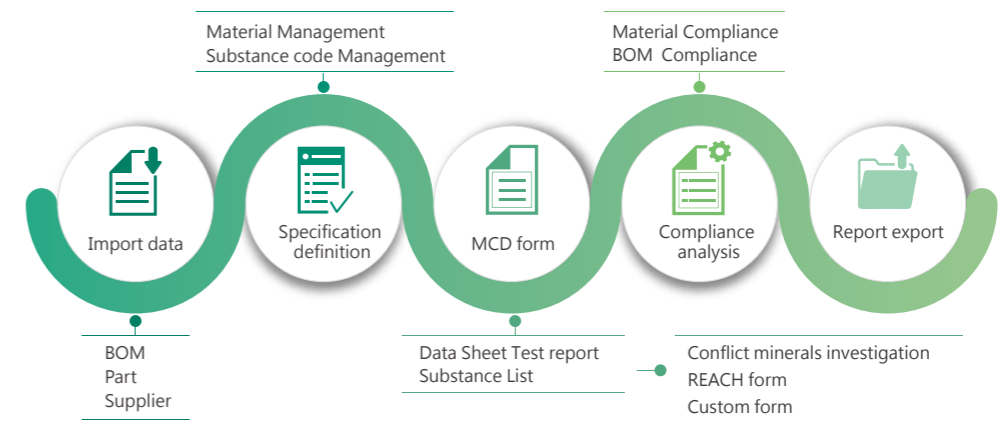 Material Management
Substance code Management
Material Compliance
BOM Compliance
Import data
Specification
definition
MCD form
Compliance
analysis
Report export
BOM
Part
Supplier
Data Sheet Test report
Substance List
Conflict minerals investigation
REACH form
Custom form